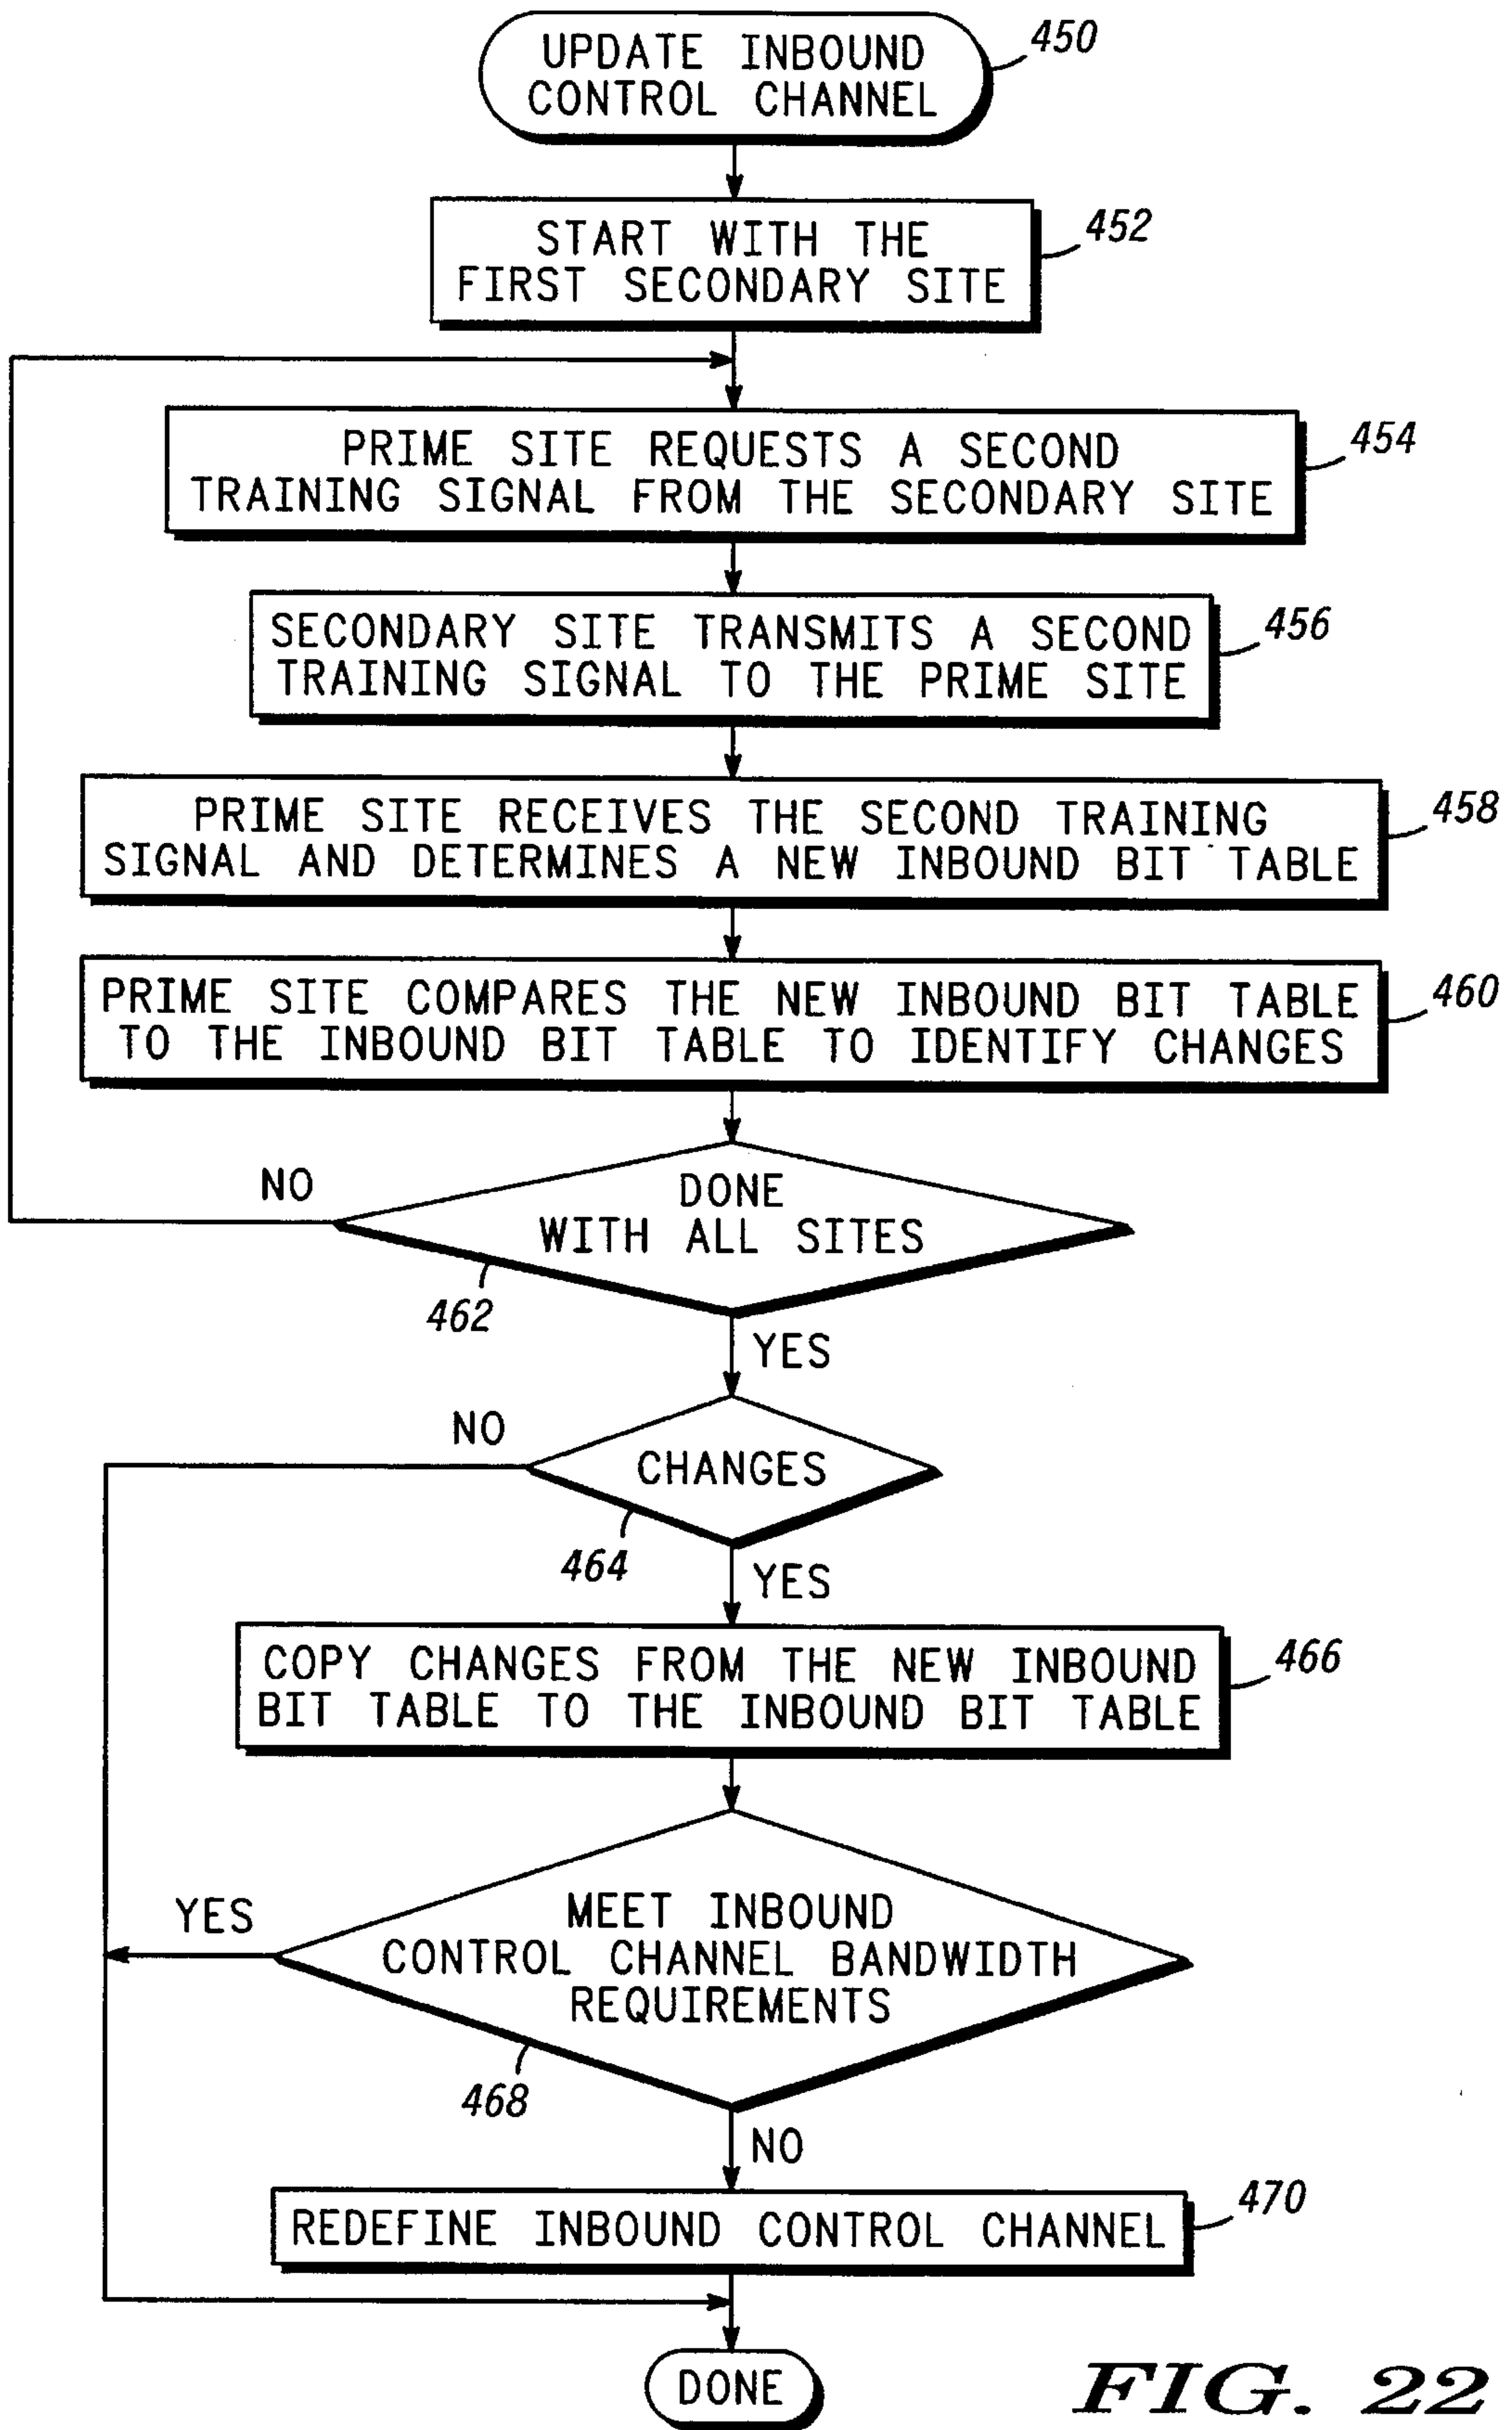 UPDATE INBOUND
CONTROL CHANNEL
450
START WITH THE
FIRST SECONDARY SITE
452
PRIME SITE REQUESTS A SECOND
TRAINING SIGNAL FROM THE SECONDARY SITE
454
SECONDARY SITE TRANSMITS A SECOND
TRAINING SIGNAL TO THE PRIME SITE
456
PRIME SITE RECEIVES THE SECOND TRAINING
SIGNAL AND DETERMINES A NEW INBOUND BIT TABLE
458
PRIME SITE COMPARES THE NEW INBOUND BIT TABLE
TO THE INBOUND BIT TABLE TO IDENTIFY CHANGES
460
NO
DONE
WITH ALL SITES
462
YES
NO
CHANGES
464
YES
COPY CHANGES FROM THE NEW INBOUND
BIT TABLE TO THE INBOUND BIT TABLE
466
YES
MEET INBOUND
CONTROL CHANNEL BANDWIDTH
REQUIREMENTS
468
NO
REDEFINE INBOUND CONTROL CHANNEL
470
DONE
FIG. 22